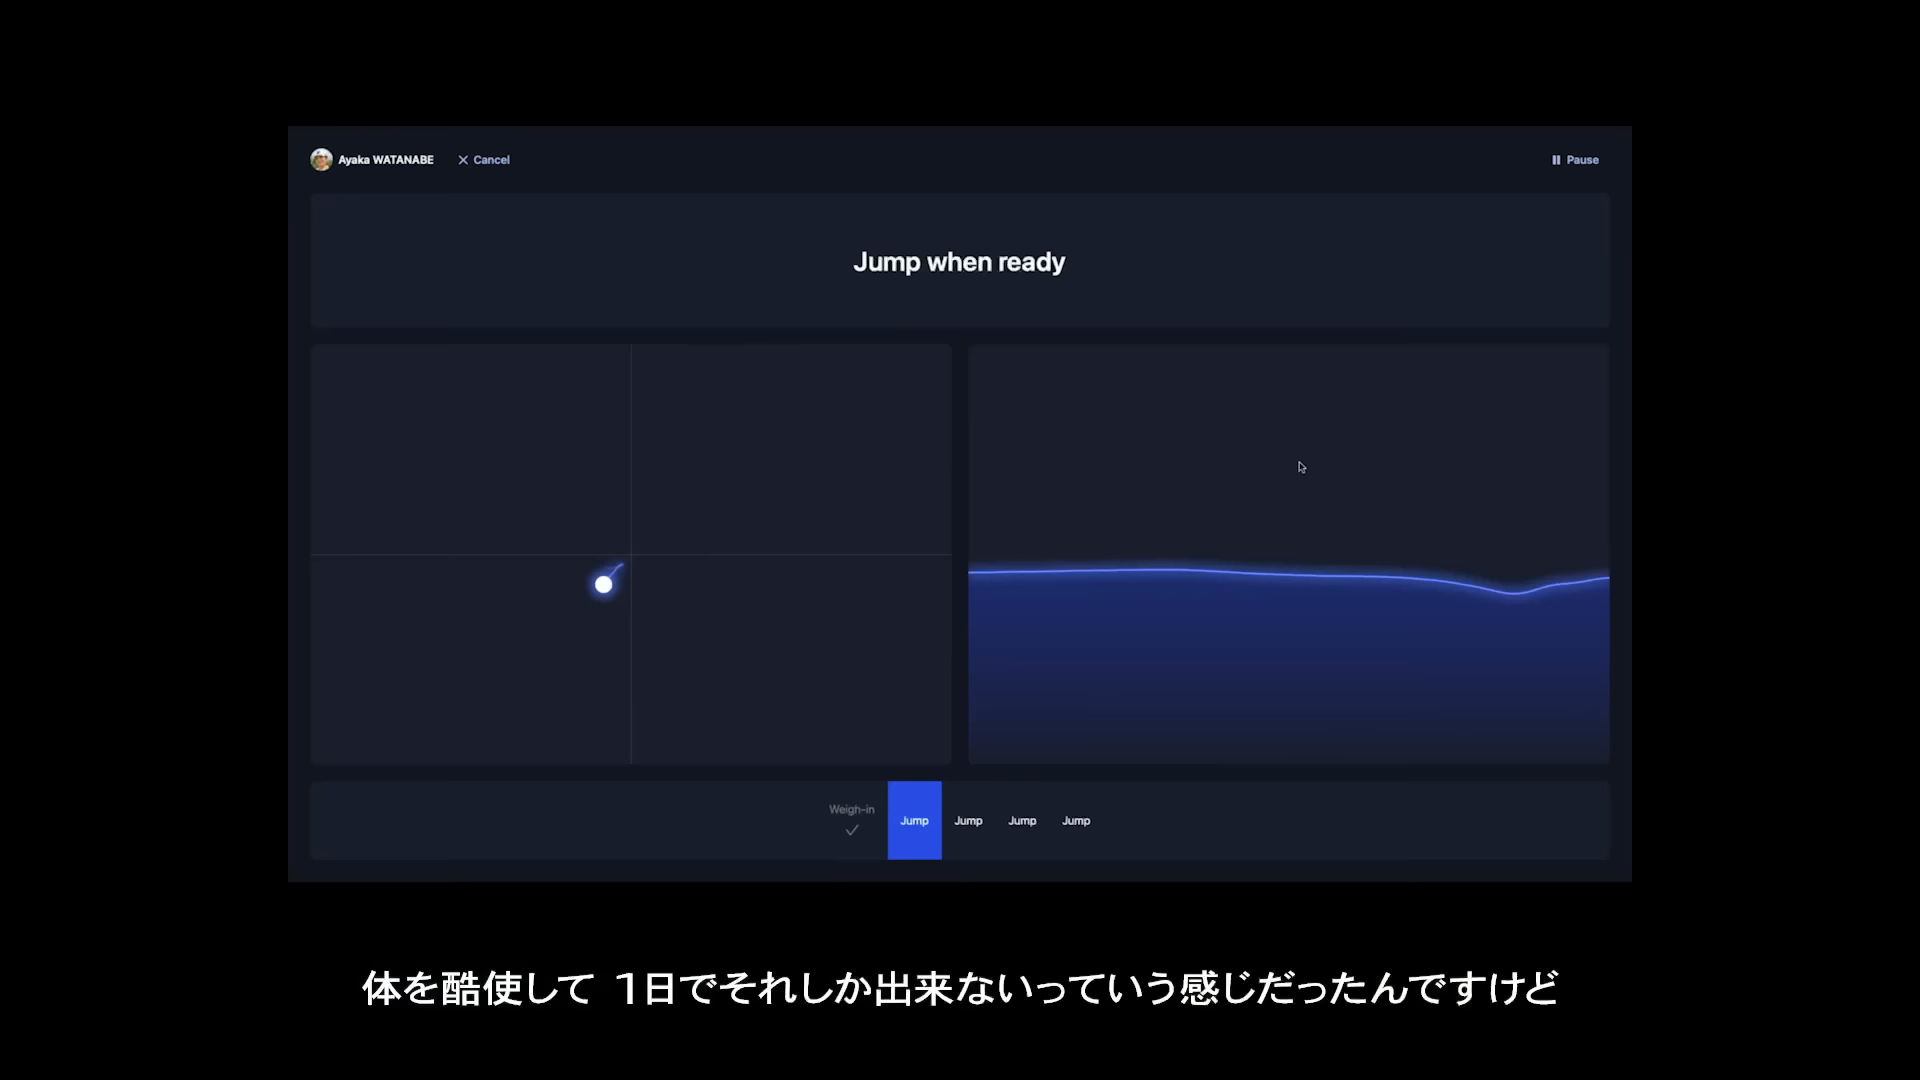 Ayaka WATANABE
Cancel
Pause
Jump when ready
Weigh-in
Jump
Jump
Jump
Jump
体を酷使して 1日でそれしか出来ないっていう感じだったんですけど